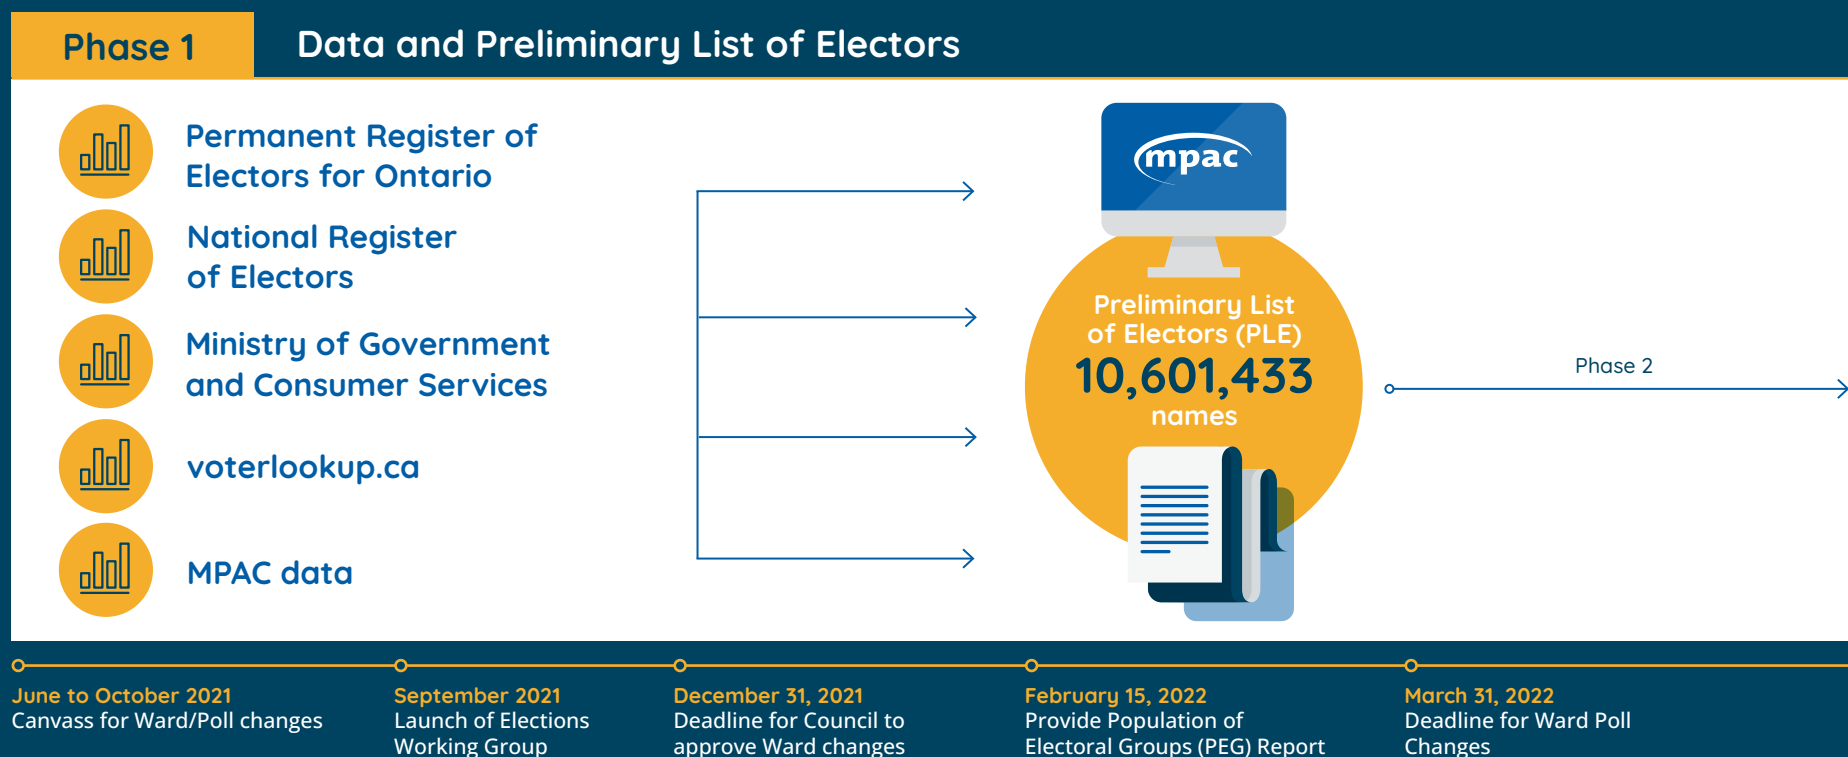 Phase 1
Data and Preliminary List of Electors
Permanent Register of
Electors for Ontario
National Register
of Electors
Ministry of Government
and Consumer Services
voterlookup.ca
MPAC data
mpac
Preliminary List
of Electors (PLE)
10,601,433
names
Phase 2
June to October 2021
Canvass for Ward/Poll changes
September 2021
Launch of Elections
Working Group
December 31, 2021
Deadline for Council to
approve Ward changes
February 15, 2022
Provide Population of
Electoral Groups (PEG) Report
March 31, 2022
Deadline for Ward Poll
Changes